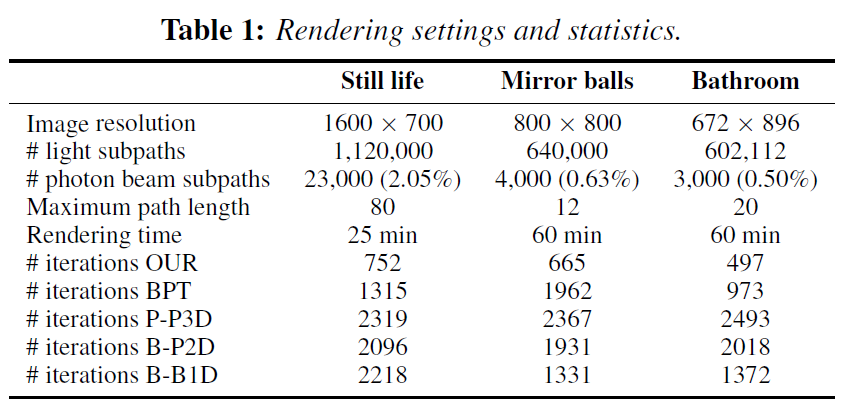 Table 1: Rendering settings and statistics.
Still life Mirror balls Bathroom
Image resolution 1600 × 700 800 × 800 672 × 896
# light subpaths 1,120,000 640,000 602,112
# photon beam subpaths 23,000 (2.05%) 4,000 (0.63%) 3,000 (0.50%)
Maximum path length 80 12 20
Rendering time 25 min 60 min 60 min
# iterations OUR 752 665 497
# iterations BPT 1315 1962 973
# iterations P-P3D 2319 2367 2493
# iterations B-P2D 2096 1931 2018
# iterations B-B1D 2218 1331 1372